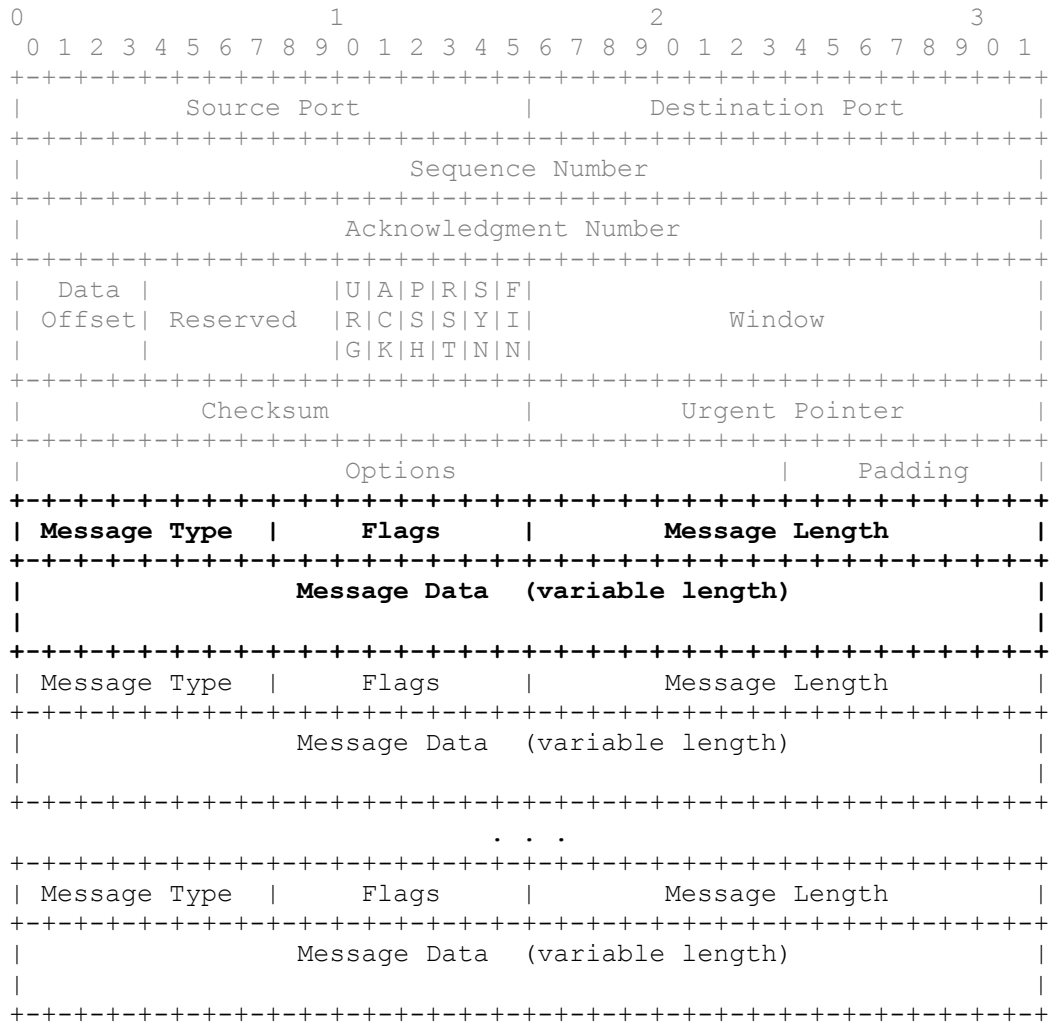 0                   1                   2                   3
 0 1 2 3 4 5 6 7 8 9 0 1 2 3 4 5 6 7 8 9 0 1 2 3 4 5 6 7 8 9 0 1
+-+-+-+-+-+-+-+-+-+-+-+-+-+-+-+-+-+-+-+-+-+-+-+-+-+-+-+-+-+-+-+-+
|          Source Port          |       Destination Port        |
+-+-+-+-+-+-+-+-+-+-+-+-+-+-+-+-+-+-+-+-+-+-+-+-+-+-+-+-+-+-+-+-+
|                        Sequence Number                        |
+-+-+-+-+-+-+-+-+-+-+-+-+-+-+-+-+-+-+-+-+-+-+-+-+-+-+-+-+-+-+-+-+
|                    Acknowledgment Number                      |
+-+-+-+-+-+-+-+-+-+-+-+-+-+-+-+-+-+-+-+-+-+-+-+-+-+-+-+-+-+-+-+-+
|  Data |           |U|A|P|R|S|F|                               |
| Offset| Reserved  |R|C|S|S|Y|I|            Window             |
|       |           |G|K|H|T|N|N|                               |
+-+-+-+-+-+-+-+-+-+-+-+-+-+-+-+-+-+-+-+-+-+-+-+-+-+-+-+-+-+-+-+-+
|           Checksum            |         Urgent Pointer        |
+-+-+-+-+-+-+-+-+-+-+-+-+-+-+-+-+-+-+-+-+-+-+-+-+-+-+-+-+-+-+-+-+
|                    Options                    |    Padding    |
+-+-+-+-+-+-+-+-+-+-+-+-+-+-+-+-+-+-+-+-+-+-+-+-+-+-+-+-+-+-+-+-+
| Message Type  |     Flags     |        Message Length         |
+-+-+-+-+-+-+-+-+-+-+-+-+-+-+-+-+-+-+-+-+-+-+-+-+-+-+-+-+-+-+-+-+
|                 Message Data  (variable length)               |
|                                                               |
+-+-+-+-+-+-+-+-+-+-+-+-+-+-+-+-+-+-+-+-+-+-+-+-+-+-+-+-+-+-+-+-+
| Message Type  |     Flags     |        Message Length         |
+-+-+-+-+-+-+-+-+-+-+-+-+-+-+-+-+-+-+-+-+-+-+-+-+-+-+-+-+-+-+-+-+
|                 Message Data  (variable length)               |
|                                                               |
+-+-+-+-+-+-+-+-+-+-+-+-+-+-+-+-+-+-+-+-+-+-+-+-+-+-+-+-+-+-+-+-+
                              . . .
+-+-+-+-+-+-+-+-+-+-+-+-+-+-+-+-+-+-+-+-+-+-+-+-+-+-+-+-+-+-+-+-+
| Message Type  |     Flags     |        Message Length         |
+-+-+-+-+-+-+-+-+-+-+-+-+-+-+-+-+-+-+-+-+-+-+-+-+-+-+-+-+-+-+-+-+
|                 Message Data  (variable length)               |
|                                                               |
+-+-+-+-+-+-+-+-+-+-+-+-+-+-+-+-+-+-+-+-+-+-+-+-+-+-+-+-+-+-+-+-+